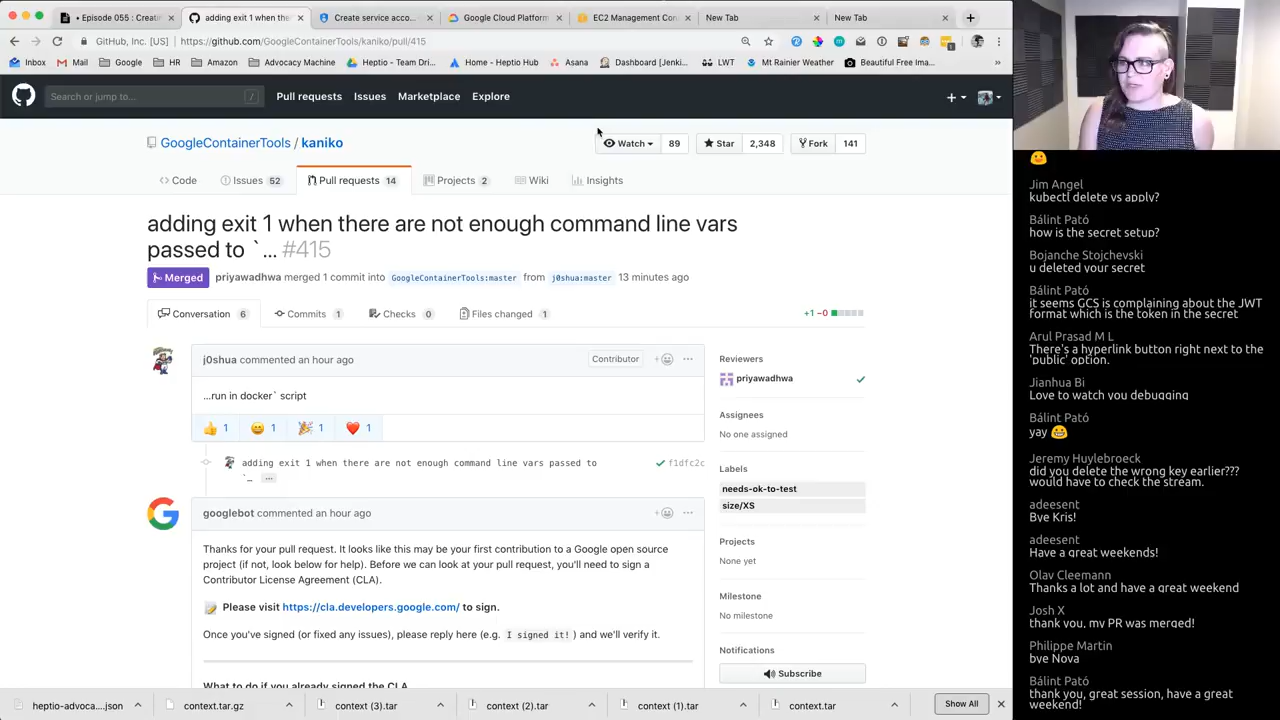 • Episode 055 : Creati
adding exit 1 when the
Create service acco
Google Cloud Platform
EC2 Management Con
New Tab
New Tab
GitHub, Inc. [US]
https://github.com/GoogleContainerTools/kaniko/pull/415
Inbox
Mail
Google
HR
Amazon
Advocacy Machine
Heptio - Team Dri...
Home - Heptio Hub
Asana
Dashboard [Jenki...
LWT
Mt Rainier Weather
Beautiful Free Ima...
»
Search or jump to...
/
Pull requests
Issues
Marketplace
Explore
GoogleContainerTools / kaniko
Watch
89
Star
2,348
Fork
141
Code
Issues 52
Pull requests 14
Projects 2
Wiki
Insights
adding exit 1 when there are not enough command line vars
passed to `… #415
Merged
priyawadhwa merged 1 commit into GoogleContainerTools:master from j0shua:master 13 minutes ago
Conversation 6
Commits 1
Checks 0
Files changed 1
+1 −0
j0shua commented an hour ago
Contributor
…run in docker` script
1
1
1
1
adding exit 1 when there are not enough command line vars passed to
`…
f1dfc2c
googlebot commented an hour ago
Thanks for your pull request. It looks like this may be your first contribution to a Google open source
project (if not, look below for help). Before we can look at your pull request, you'll need to sign a
Contributor License Agreement (CLA).
Please visit https://cla.developers.google.com/ to sign.
Once you've signed (or fixed any issues), please reply here (e.g. I signed it! ) and we'll verify it.
What to do if you already signed the CLA
Reviewers
priyawadhwa
Assignees
No one assigned
Labels
needs-ok-to-test
size/XS
Projects
None yet
Milestone
No milestone
Notifications
Subscribe
heptio-advoca....json
context.tar.gz
context (3).tar
context (2).tar
context (1).tar
context.tar
Show All
Jim Angel
kubectl delete vs apply?
Bálint Pató
how is the secret setup?
Bojanche Stojchevski
u deleted your secret
Bálint Pató
it seems GCS is complaining about the JWT
format which is the token in the secret
Arul Prasad M L
There's a hyperlink button right next to the
'public' option.
Jianhua Bi
Love to watch you debugging
Bálint Pató
yay
Jeremy Huylebroeck
did you delete the wrong key earlier???
would have to check the stream.
adeesent
Bye Kris!
adeesent
Have a great weekends!
Olav Cleemann
Thanks a lot and have a great weekend
Josh X
thank you, my PR was merged!
Philippe Martin
bye Nova
Bálint Pató
thank you, great session, have a great
weekend!